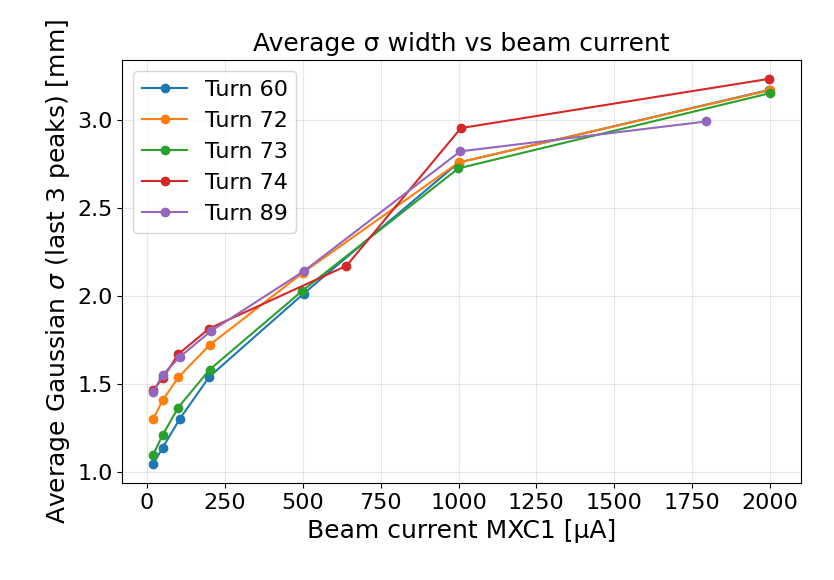 Average σ width vs beam current
Average Gaussian σ (last 3 peaks) [mm]
3.0
2.5
2.0
1.5
1.0
Turn 60
Turn 72
Turn 73
Turn 74
Turn 89
0 250 500 750 1000 1250 1500 1750 2000
Beam current MXC1 [μA]